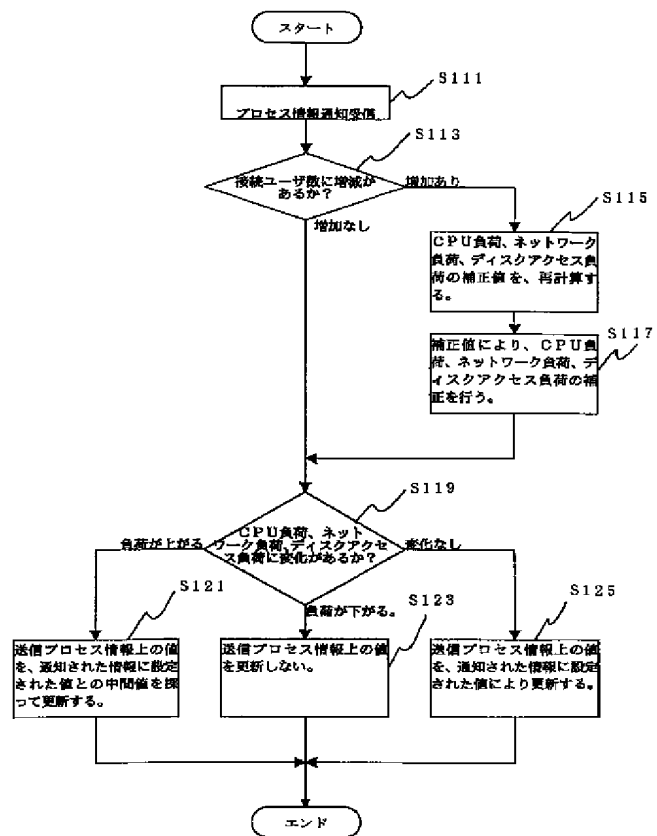 スタート
S111
プロセス情報通知受信
S113
接続ユーザ数に増減が
あるか？
増加あり
増加なし
S115
CPU負荷、ネットワーク
負荷、ディスクアクセス負
荷の補正値を、再計算す
る。
S117
補正値により、CPU負
荷、ネットワーク負荷、デ
ィスクアクセス負荷の補
正を行う。
S119
CPU負荷、ネット
ワーク負荷,ディスクアクセ
ス負荷に変化があるか？
負荷が上がる
変化なし
負荷が下がる。
S121
送信プロセス情報上の値
を、通知された情報に設定
された値との中間値を採
って更新する。
S123
送信プロセス情報上の値
を更新しない。
S125
送信プロセス情報上の値
を、通知された情報に設定
された値により更新する。
エンド